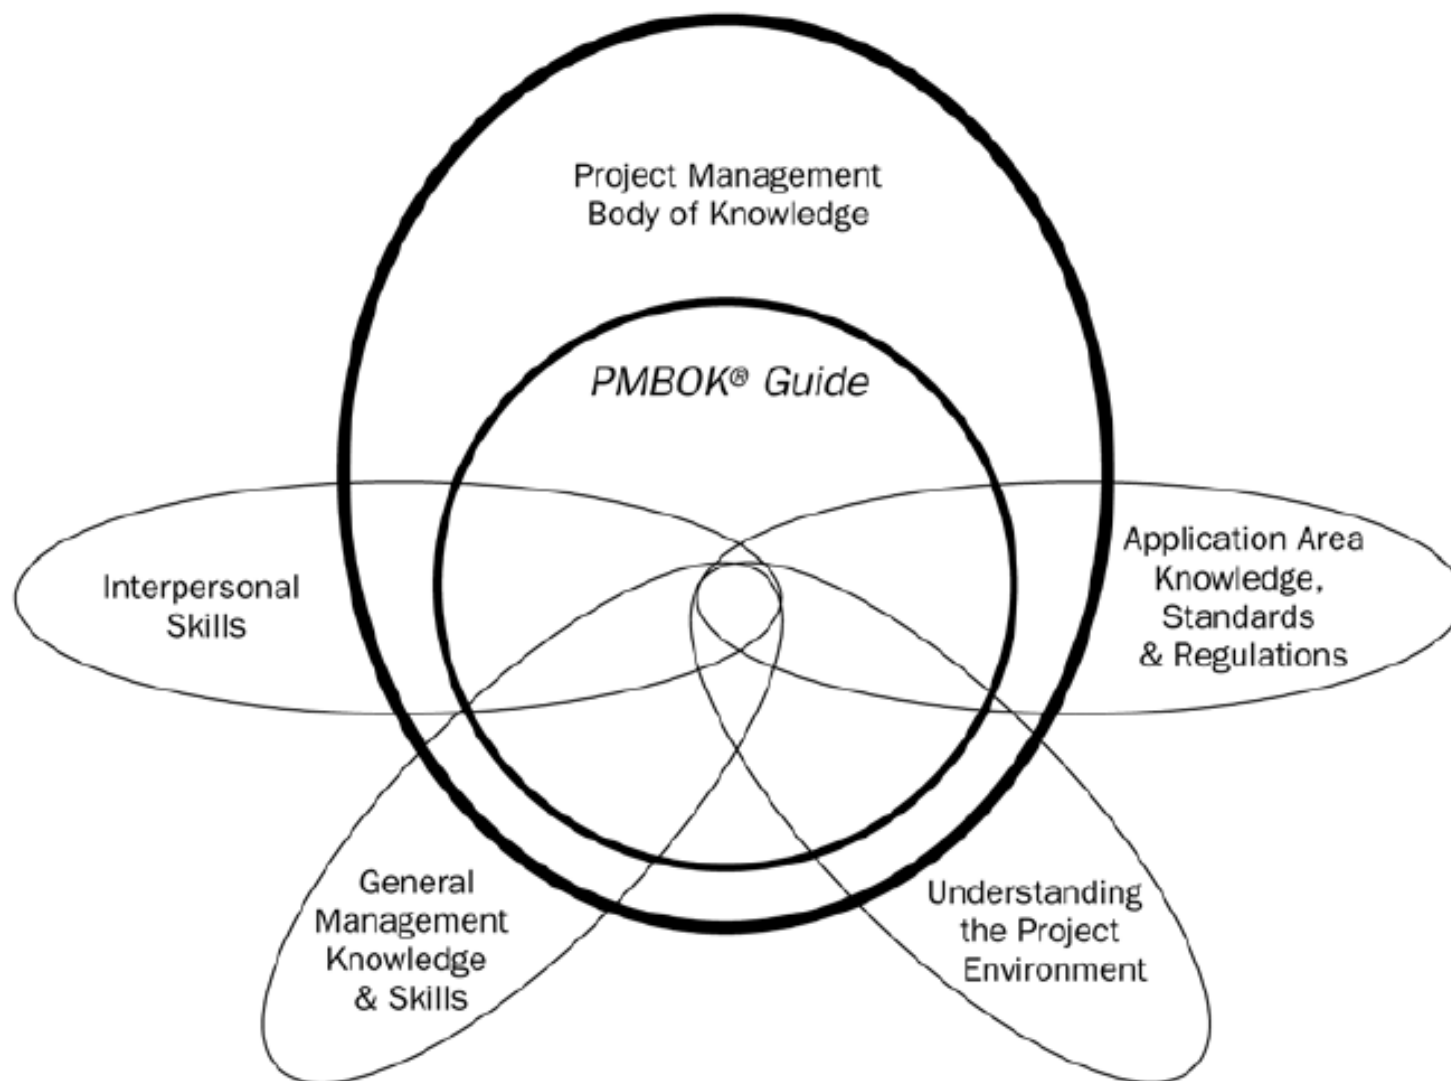 Project Management
Body of Knowledge
PMBOK® Guide
Interpersonal
Skills
Application Area
Knowledge,
Standards
& Regulations
General
Management
Knowledge
& Skills
Understanding
the Project
Environment